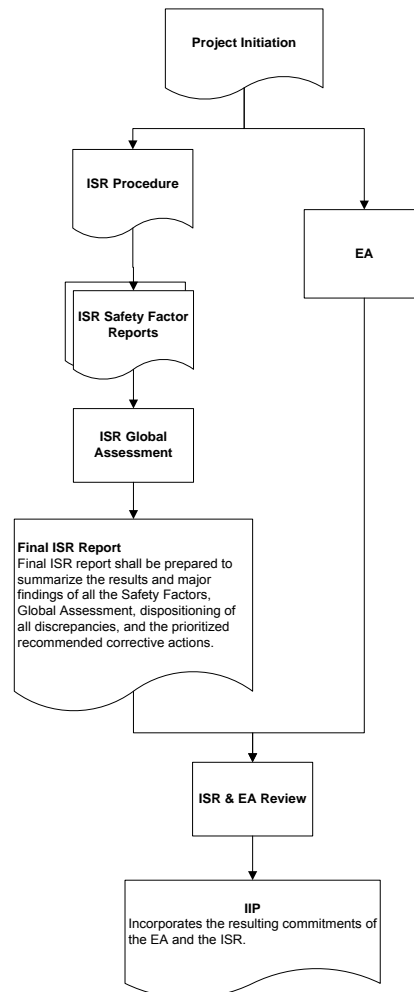 Project Initiation
ISR Procedure
EA
ISR Safety Factor
Reports
ISR Global
Assessment
Final ISR Report
Final ISR report shall be prepared to
summarize the results and major
findings of all the Safety Factors,
Global Assessment, dispositioning of
all discrepancies, and the prioritized
recommended corrective actions.
ISR & EA Review
IIP
Incorporates the resulting commitments of
the EA and the ISR.